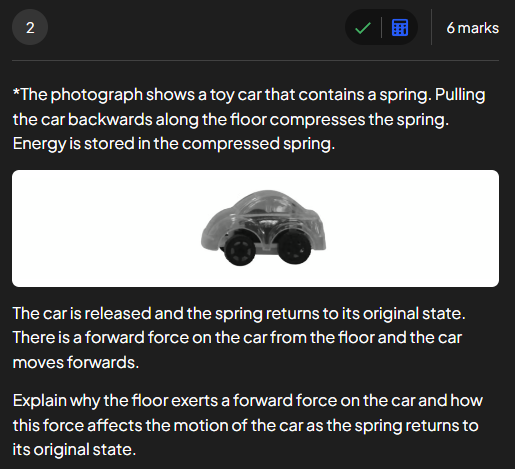 2
6 marks
*The photograph shows a toy car that contains a spring. Pulling
the car backwards along the floor compresses the spring.
Energy is stored in the compressed spring.
The car is released and the spring returns to its original state.
There is a forward force on the car from the floor and the car
moves forwards.
Explain why the floor exerts a forward force on the car and how
this force affects the motion of the car as the spring returns to
its original state.